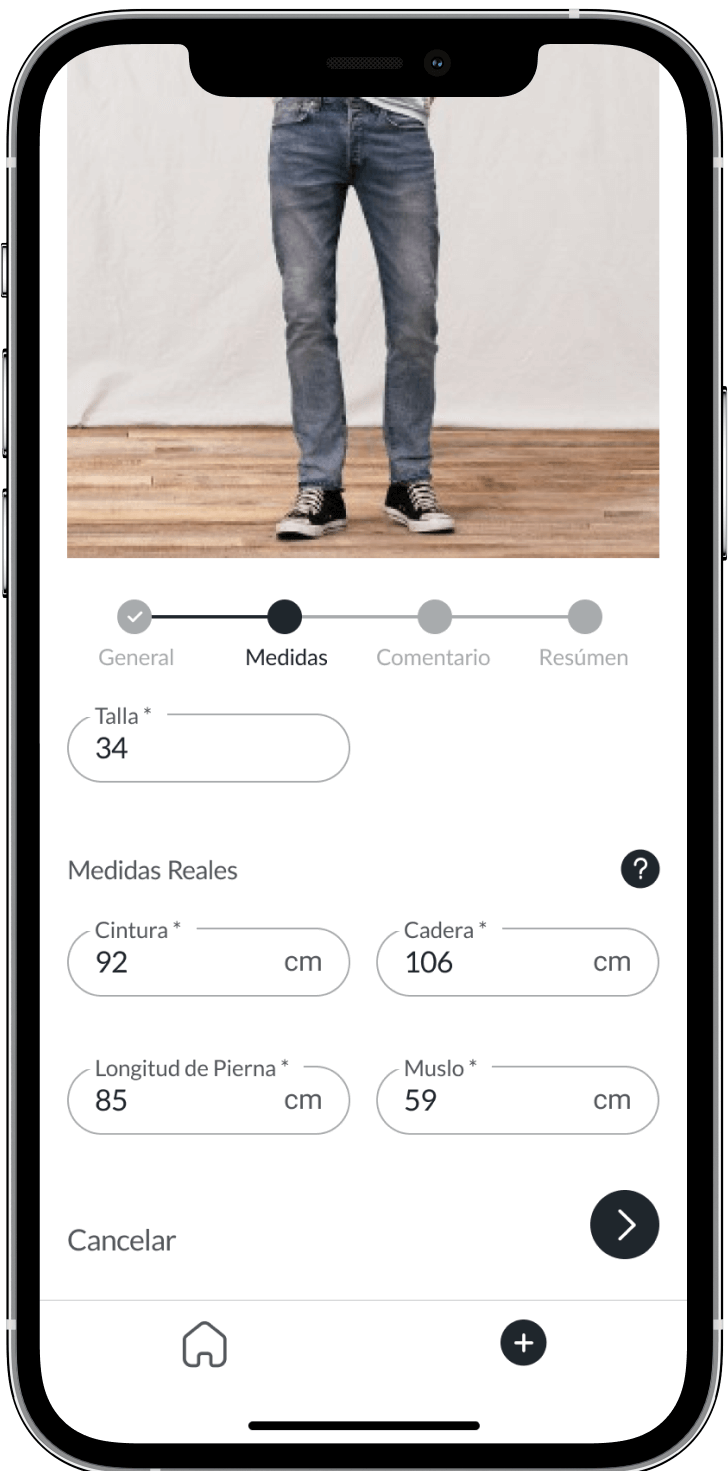 General Medidas Comentario Resúmen
Talla *
34
Medidas Reales ?
Cintura * Cadera *
92 cm 106 cm
Longitud de Pierna * Muslo *
85 cm 59 cm
Cancelar